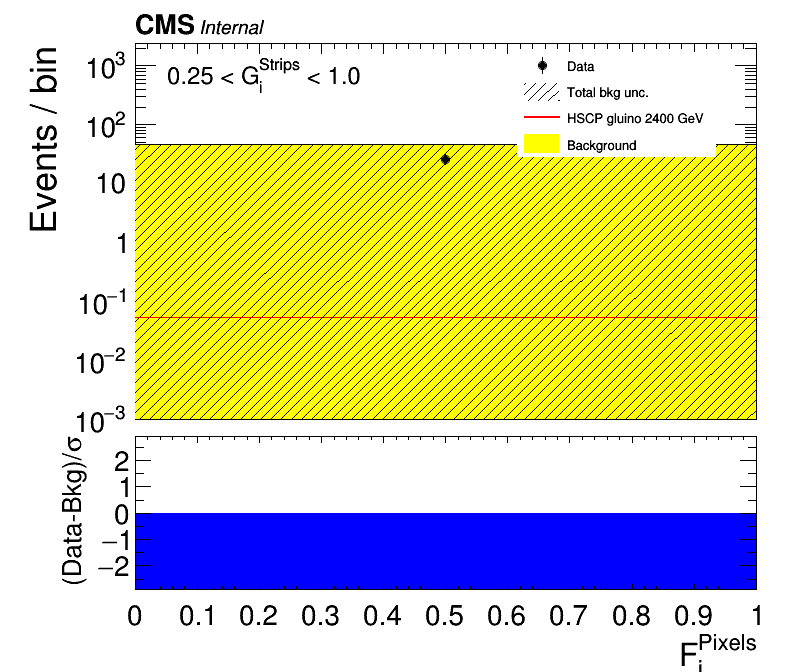 CMS Internal
Events / bin
10³
10²
10
1
10⁻¹
10⁻²
10⁻³
0.25 < G_i^Strips < 1.0
Data
Total bkg unc.
HSCP gluino 2400 GeV
Background
(Data-Bkg)/σ
2
1
0
−1
−2
0 0.1 0.2 0.3 0.4 0.5 0.6 0.7 0.8 0.9 1
F_i^Pixels